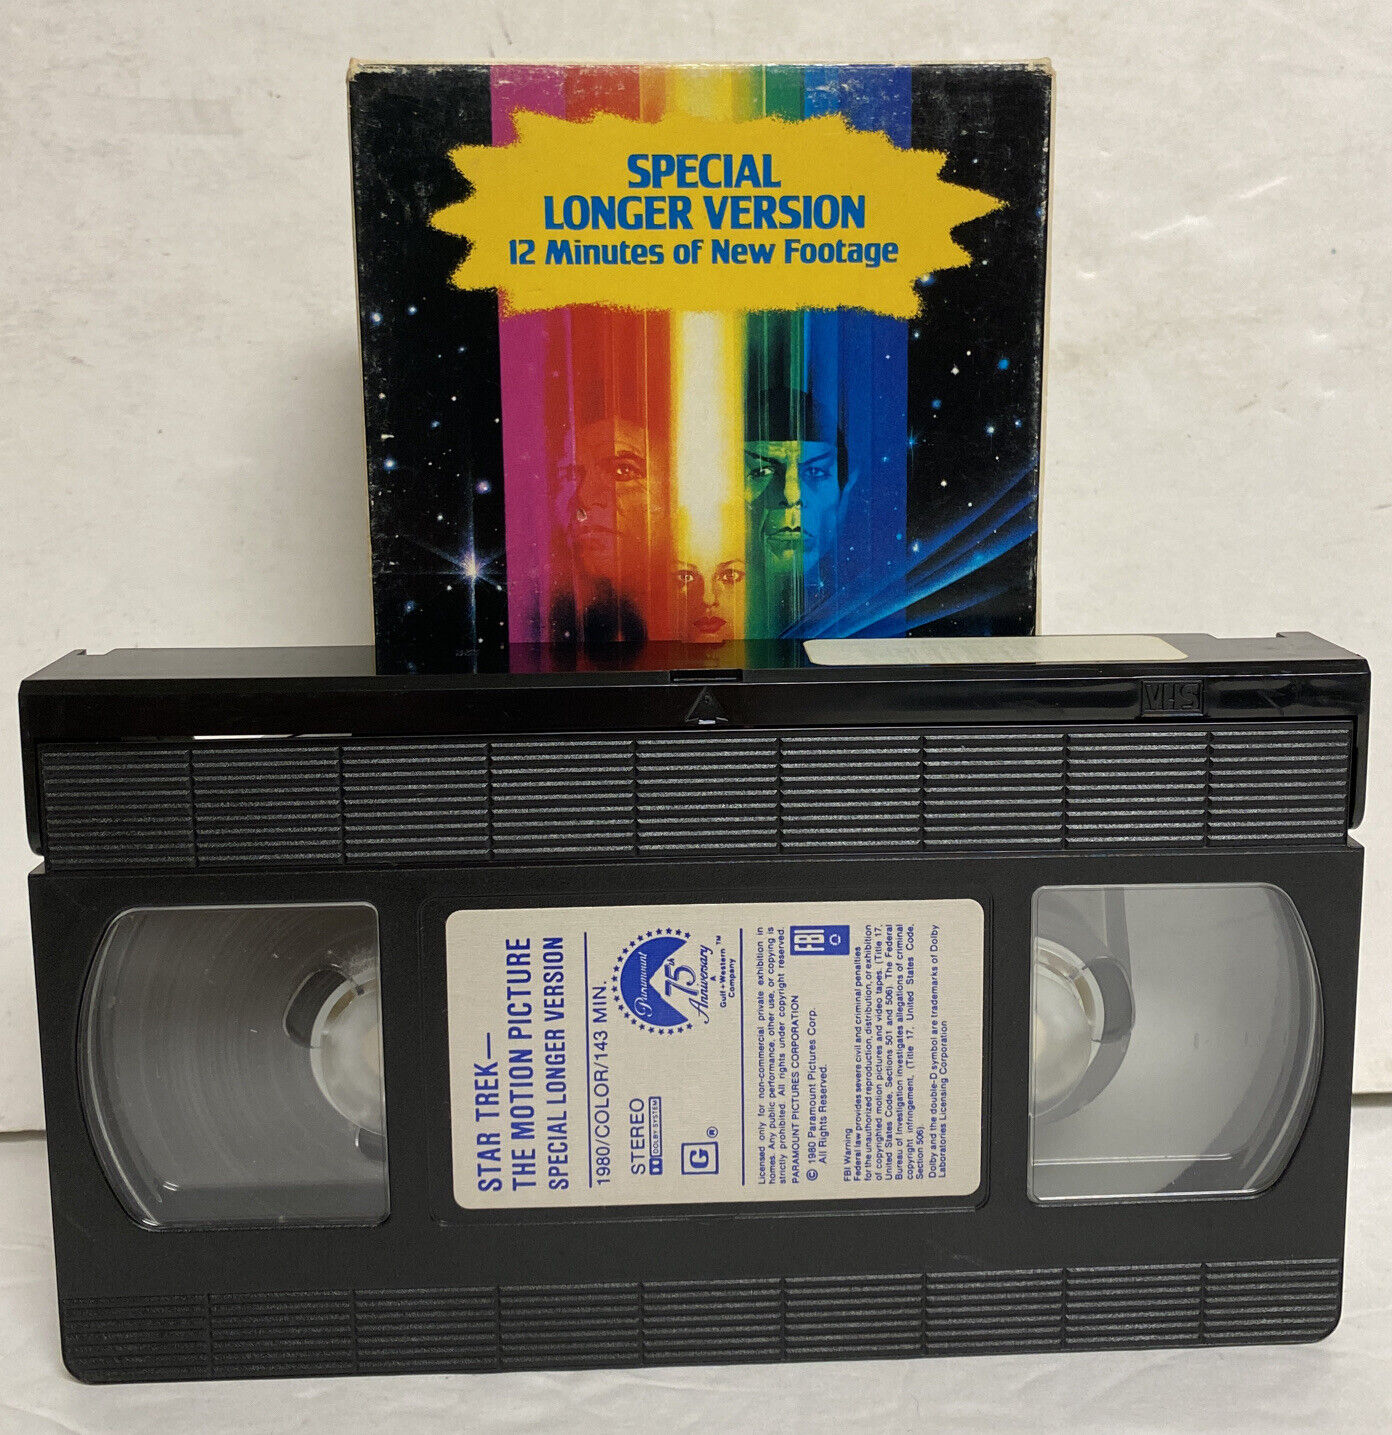 SPECIAL
LONGER VERSION
12 Minutes of New Footage
VHS
STAR TREK—
THE MOTION PICTURE
SPECIAL LONGER VERSION
1980/COLOR/143 MIN.
STEREO
DOLBY SYSTEM
G ®
Paramount
75th
Anniversary
A
Gulf+Western
Company ™
Licensed only for non-commercial private exhibition in
homes. Any public performance, other use, or copying is
strictly prohibited. All rights under copyright reserved.
PARAMOUNT PICTURES CORPORATION
© 1980 Paramount Pictures Corp.
All Rights Reserved.
FBI
FBI Warning
Federal law provides severe civil and criminal penalties
for the unauthorized reproduction, distribution, or exhibition
of copyrighted motion pictures and video tapes. (Title 17,
United States Code, Sections 501 and 506). The Federal
Bureau of Investigation investigates allegations of criminal
copyright infringement, (Title 17, United States Code,
Section 506).
Dolby and the double-D symbol are trademarks of Dolby
Laboratories Licensing Corporation